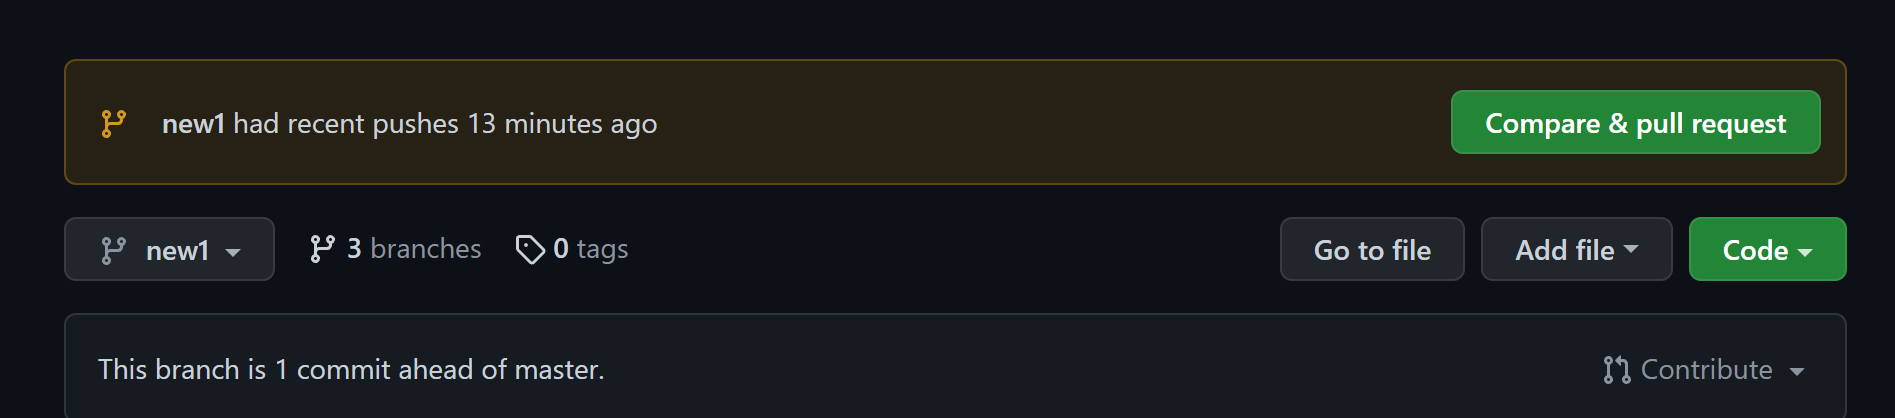 new1 had recent pushes 13 minutes ago
Compare & pull request
new1
3 branches
0 tags
Go to file
Add file
Code
This branch is 1 commit ahead of master.
Contribute